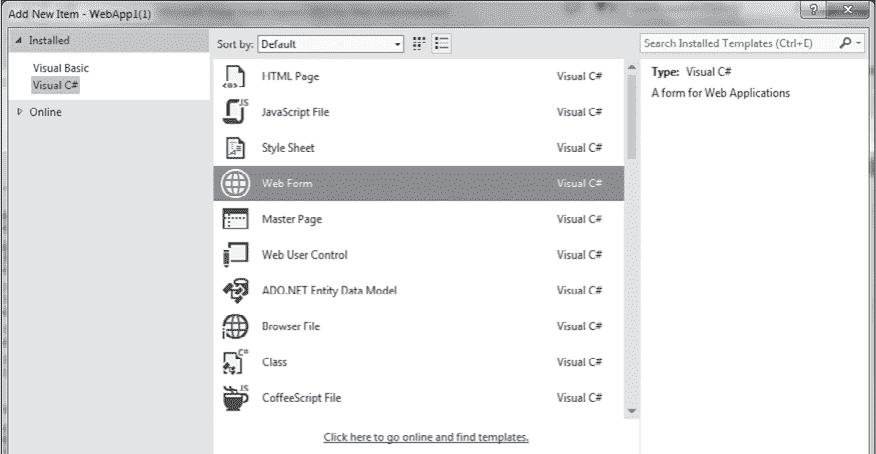 Add New Item - WebApp1(1)
Installed
Visual Basic
Visual C#
Online
Sort by: Default
HTML Page Visual C#
JavaScript File Visual C#
Style Sheet Visual C#
Web Form Visual C#
Master Page Visual C#
Web User Control Visual C#
ADO.NET Entity Data Model Visual C#
Browser File Visual C#
Class Visual C#
CoffeeScript File Visual C#
Click here to go online and find templates.
Search Installed Templates (Ctrl+E)
Type: Visual C#
A form for Web Applications